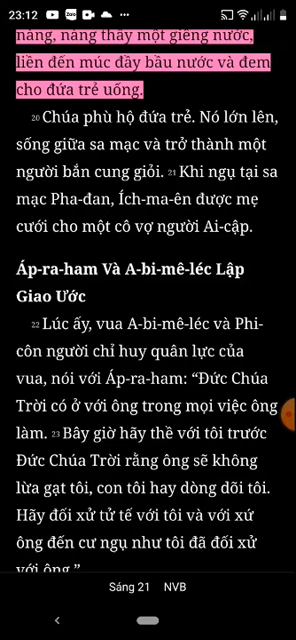 23:12
nàng, nàng thấy một giếng nước,
liền đến múc đầy bầu nước và đem
cho đứa trẻ uống.
20 Chúa phù hộ đứa trẻ. Nó lớn lên,
sống giữa sa mạc và trở thành một
người bắn cung giỏi. 21 Khi ngụ tại sa
mạc Pha-đan, Ích-ma-ên được mẹ
cưới cho một cô vợ người Ai-cập.
Áp-ra-ham Và A-bi-mê-léc Lập
Giao Ước
22 Lúc ấy, vua A-bi-mê-léc và Phi-
côn người chỉ huy quân lực của
vua, nói với Áp-ra-ham: “Đức Chúa
Trời có ở với ông trong mọi việc ông
làm. 23 Bây giờ hãy thề với tôi trước
Đức Chúa Trời rằng ông sẽ không
lừa gạt tôi, con tôi hay dòng dõi tôi.
Hãy đối xử tử tế với tôi và với xứ
ông đến cư ngụ như tôi đã đối xử
với ông.”
Sáng 21 NVB